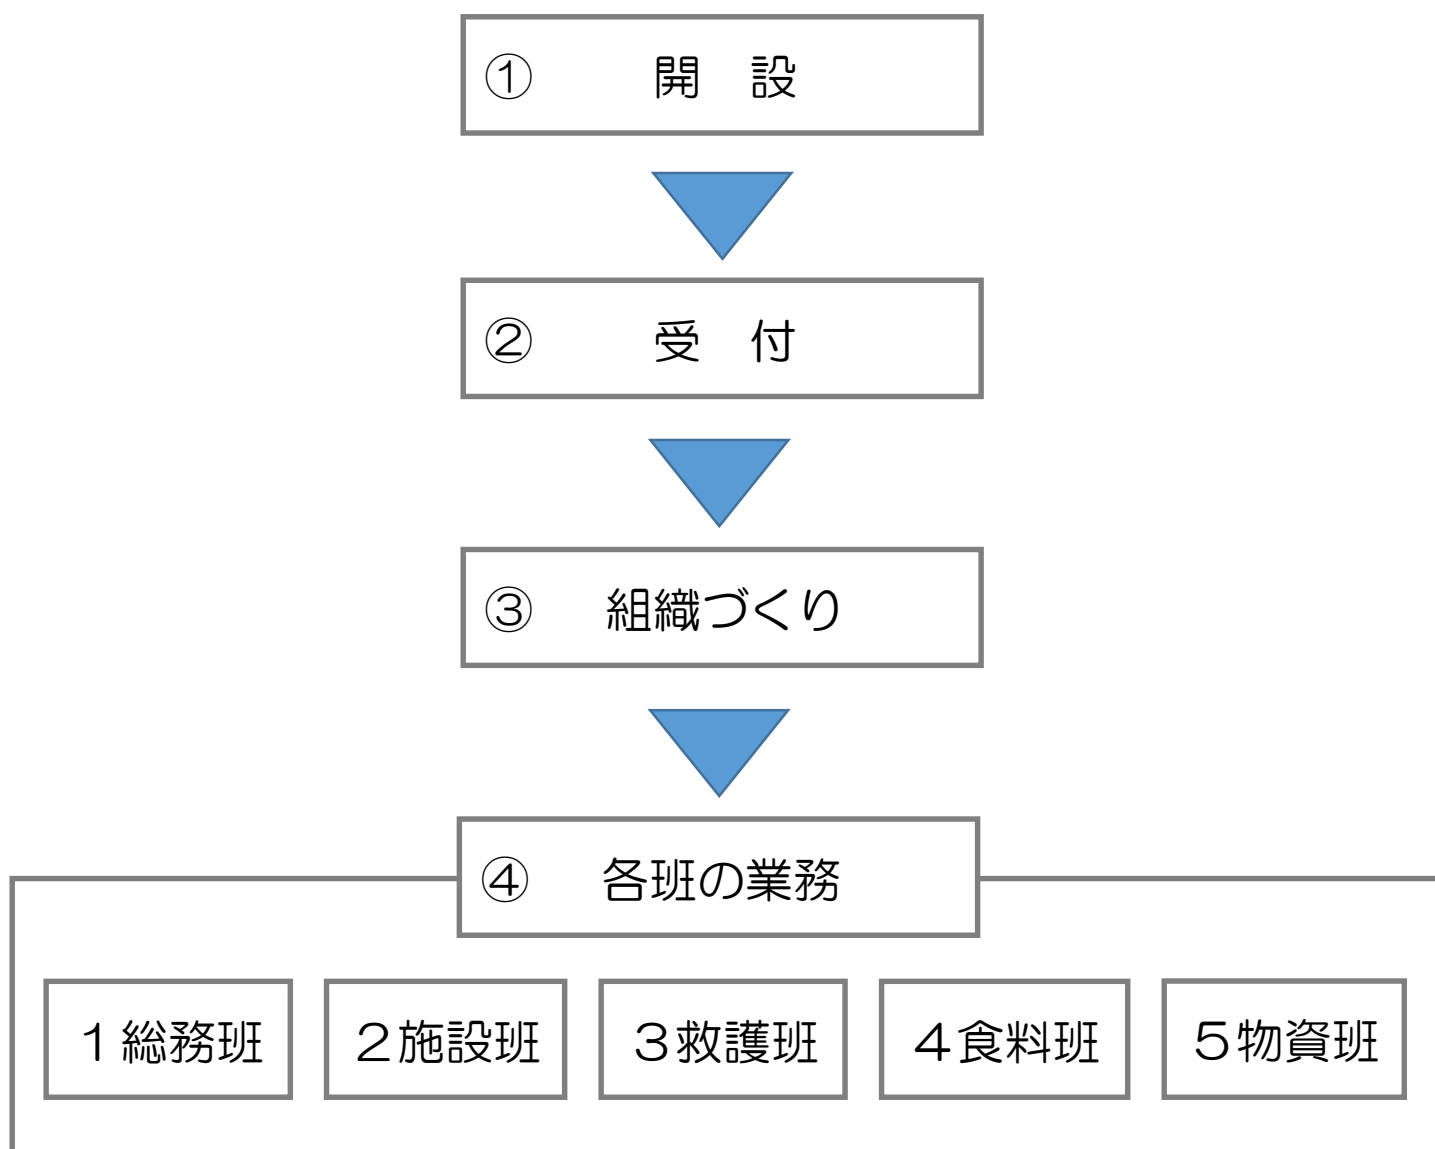 ① 開　設
② 受　付
③ 組織づくり
④ 各班の業務
１総務班 ２施設班 ３救護班 ４食料班 ５物資班